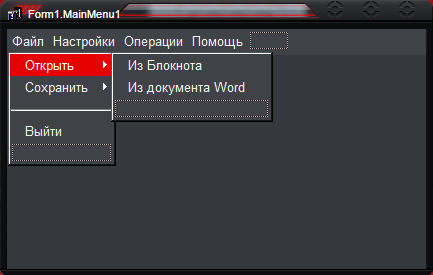 Form1.MainMenu1
Файл Настройки Операции Помощь
Открыть
Из Блокнота
Сохранить
Из документа Word
Выйти